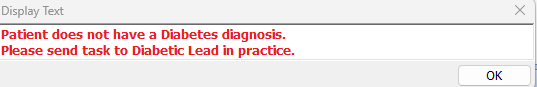 Display Text
Patient does not have a Diabetes diagnosis.
Please send task to Diabetic Lead in practice.
OK